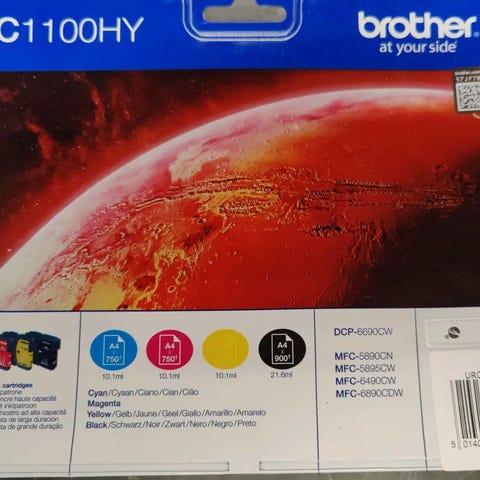 C1100HY
brother
at your side
A4
750
A4
750
A4
A4
900
10.1ml
10.1ml
10.1ml
21.6ml
cartridges
Cyan/Cyaan/Ciano/Cian/Cião
Magenta
Yellow/Gelb/Jaune/Geel/Giallo/Amarillo/Amarelo
Black/Schwarz/Noir/Zwart/Nero/Negro/Preto
DCP-6690CW
MFC-5890CN
MFC-5895CW
MFC-6490CW
MFC-6890CDW